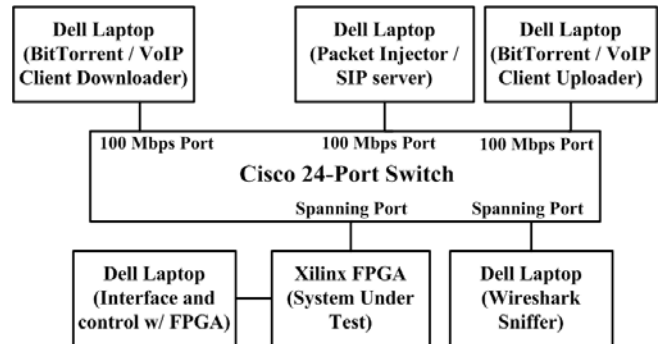 Dell Laptop
(BitTorrent / VoIP
Client Downloader)
Dell Laptop
(Packet Injector /
SIP server)
Dell Laptop
(BitTorrent / VoIP
Client Uploader)
100 Mbps Port
100 Mbps Port
100 Mbps Port
Cisco 24-Port Switch
Spanning Port
Spanning Port
Dell Laptop
(Interface and
control w/ FPGA)
Xilinx FPGA
(System Under
Test)
Dell Laptop
(Wireshark
Sniffer)